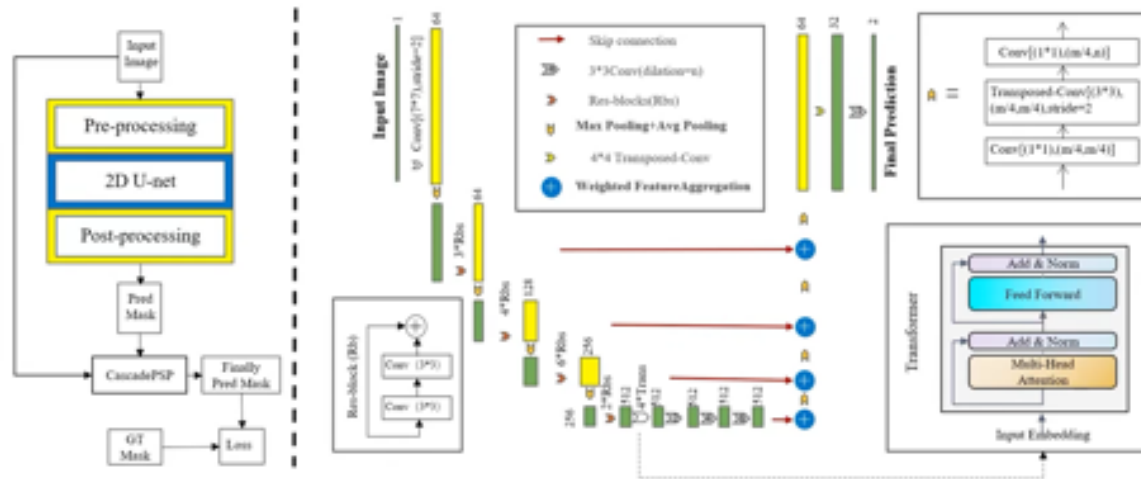 Input
Image
Pre-processing
2D U-net
Post-processing
Pred
Mask
CascadePSP
Finally
Pred Mask
GT
Mask
Loss
Input Image
1
Conv[(7*7),stride=2]
64
64
3*Rbs
4*Rbs
128
6*Rbs
256
2*Rbs
256
512
4*Trans
512
512
512
512
Res-block (Rb)
Conv (3*3)
Conv (3*3)
Skip connection
3*3Conv(dilation=n)
Res-blocks(Rbs)
Max Pooling+Avg Pooling
4*4 Transposed-Conv
Weighted FeatureAggregation
64
32
2
Final Prediction
=
Conv[(1*1),(m/4,n)]
Transposed-Conv[(3*3),
(m/4,m/4),stride=2
Conv[(1*1),(m/4,m/4)]
Transformer
Add & Norm
Feed Forward
Add & Norm
Multi-Head
Attention
Input Embedding